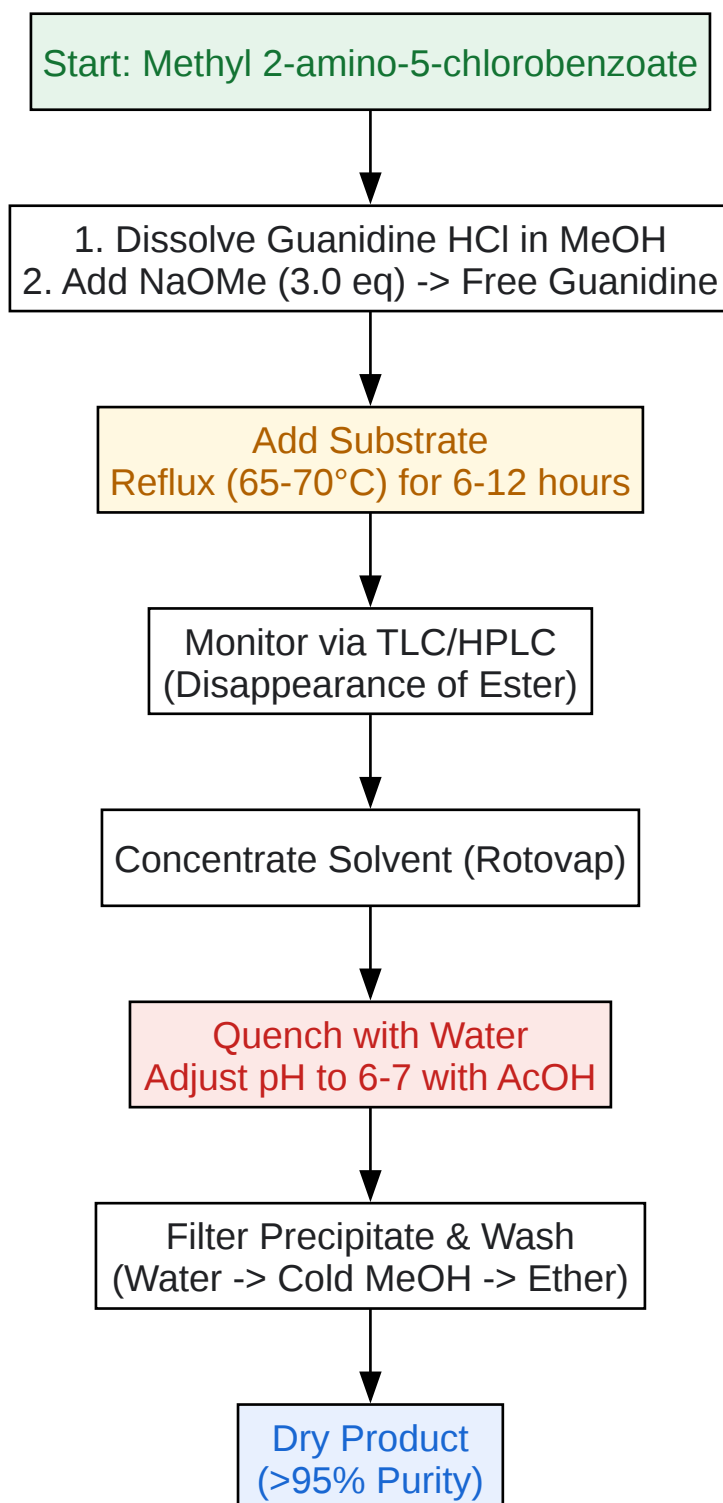 Start: Methyl 2-amino-5-chlorobenzoate
1. Dissolve Guanidine HCl in MeOH
2. Add NaOMe (3.0 eq) -> Free Guanidine
Add Substrate
Reflux (65-70°C) for 6-12 hours
Monitor via TLC/HPLC
(Disappearance of Ester)
Concentrate Solvent (Rotovap)
Quench with Water
Adjust pH to 6-7 with AcOH
Filter Precipitate & Wash
(Water -> Cold MeOH -> Ether)
Dry Product
(>95% Purity)